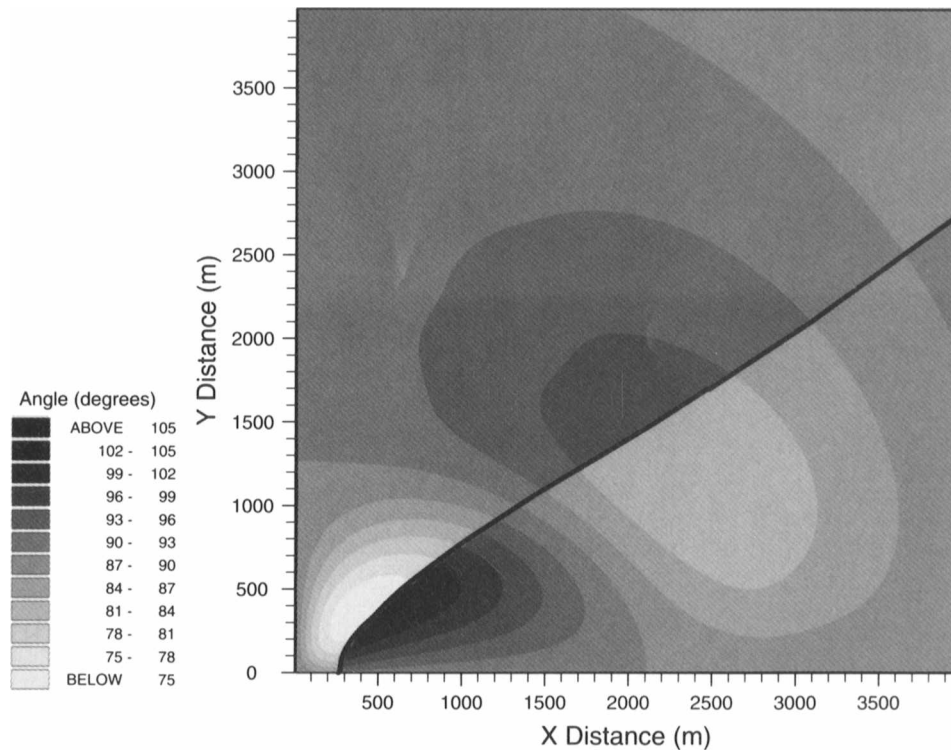 3500
3000
2500
2000
1500
1000
500
0
Y Distance (m)
500 1000 1500 2000 2500 3000 3500
X Distance (m)
Angle (degrees)
ABOVE 105
102 - 105
99 - 102
96 - 99
93 - 96
90 - 93
87 - 90
84 - 87
81 - 84
78 - 81
75 - 78
BELOW 75